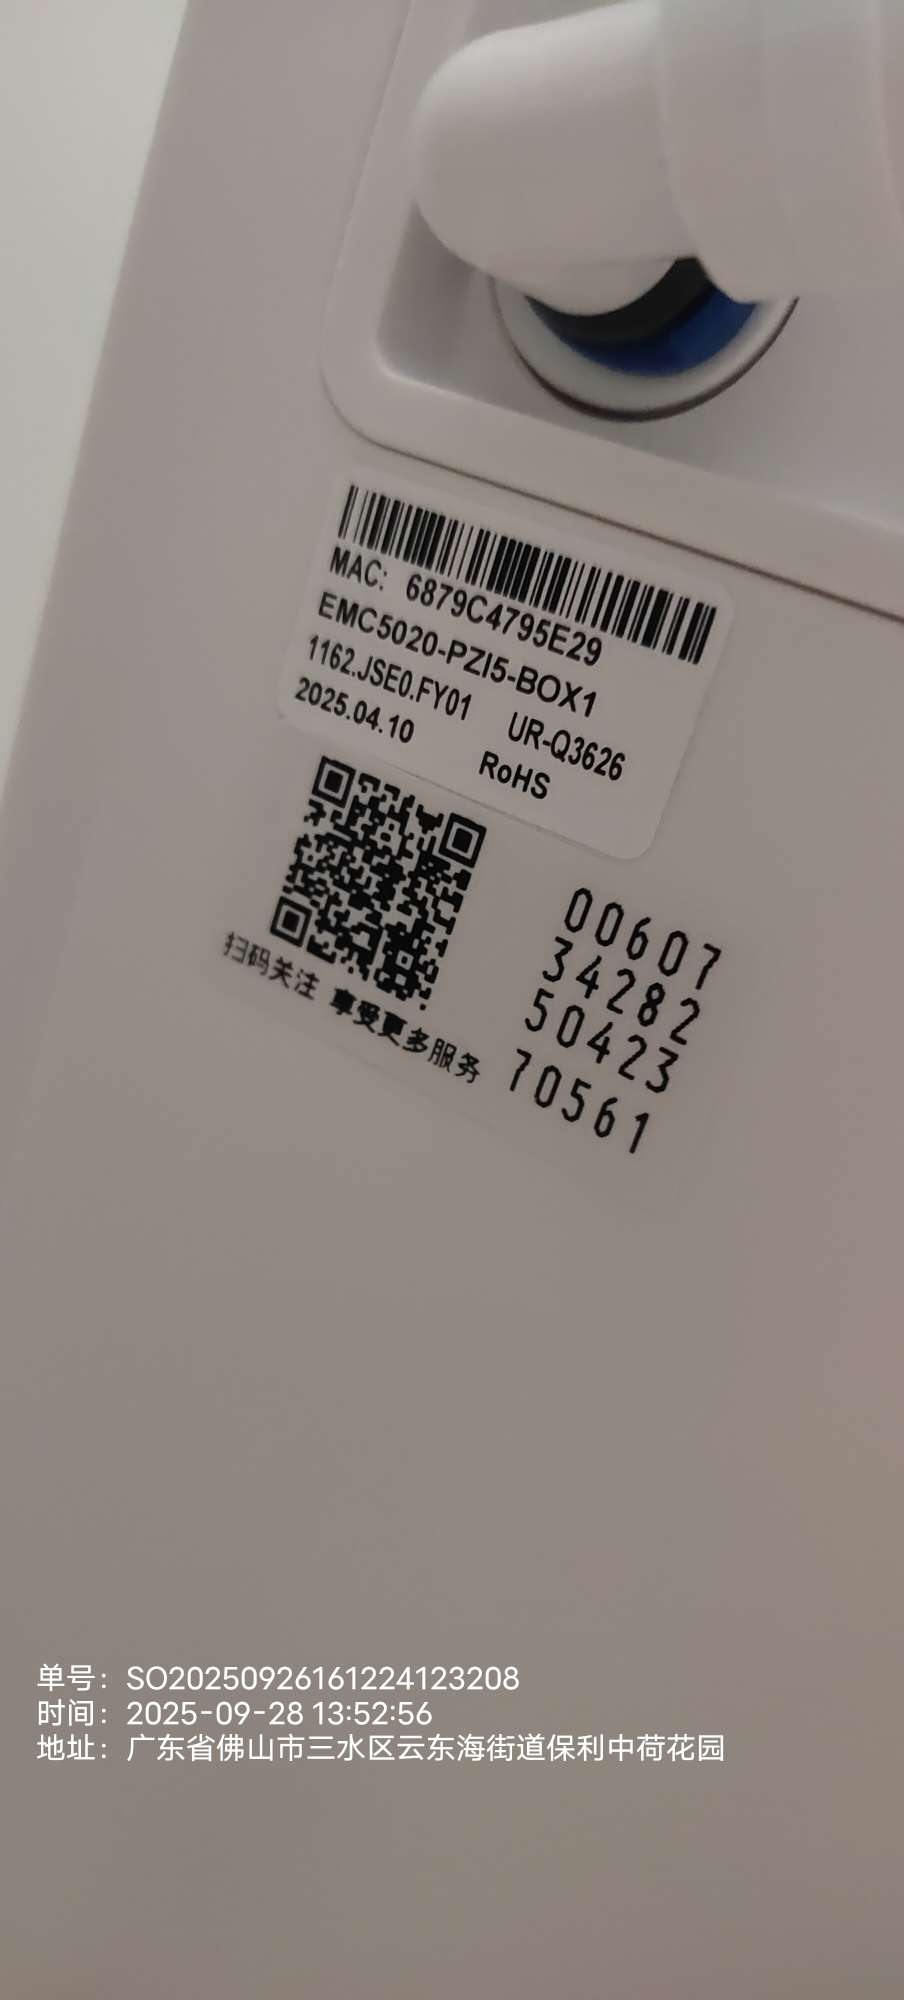 MAC: 6879C4795E29
EMC5020-PZI5-BOX1
1162.JSE0.FY01 UR-Q3626
2025.04.10 RoHS
扫码关注 享受更多服务
00607
34282
50423
70561
单号：SO20250926161224123208
时间：2025-09-28 13:52:56
地址：广东省佛山市三水区云东海街道保利中荷花园